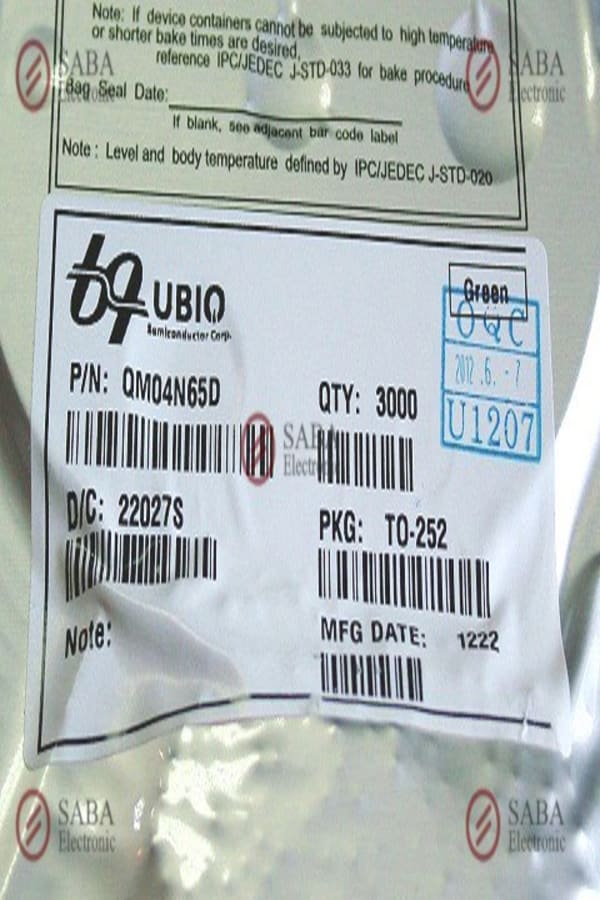 Note: If device containers cannot be subjected to high temperature
or shorter bake times are desired,
reference IPC/JEDEC J-STD-033 for bake procedure
Bag Seal Date:
If blank, see adjacent bar code label
Note : Level and body temperature defined by IPC/JEDEC J-STD-020
SABA
Electronic
SABA
Electronic
UBIQ
Semiconductor Corp.
Green
OQC
2012.6.-7
U1207
P/N: QM04N65D
QTY: 3000
SABA
Electronic
D/C: 22027S
PKG: TO-252
Note:
MFG DATE: 1222
SABA
Electronic
SABA
Electronic